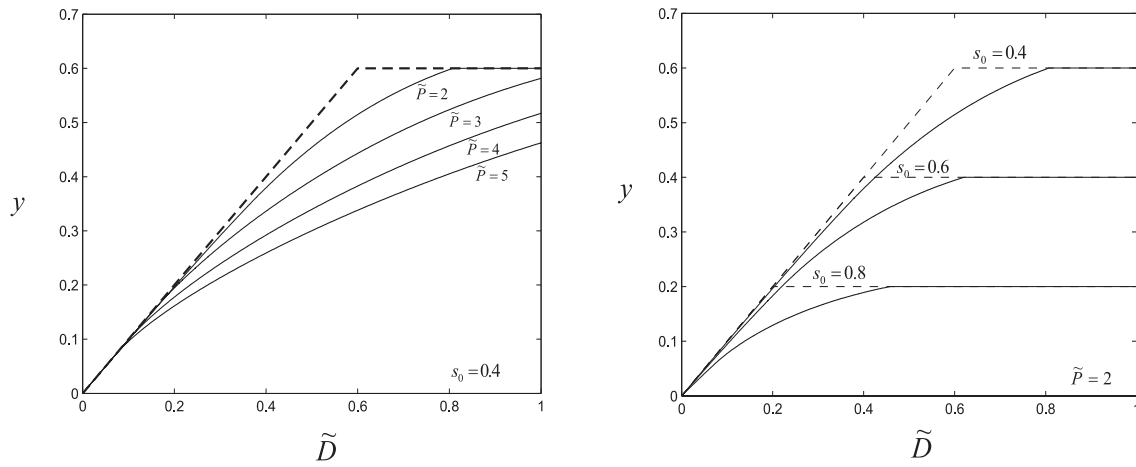 0.7
0.6
0.5
0.4
0.3
0.2
0.1
0
y
P̃ = 2
P̃ = 3
P̃ = 4
P̃ = 5
s₀ = 0.4
0 0.2 0.4 0.6 0.8 1
D̃
0.7
0.6
0.5
0.4
0.3
0.2
0.1
0
y
s₀ = 0.4
s₀ = 0.6
s₀ = 0.8
P̃ = 2
0 0.2 0.4 0.6 0.8 1
D̃